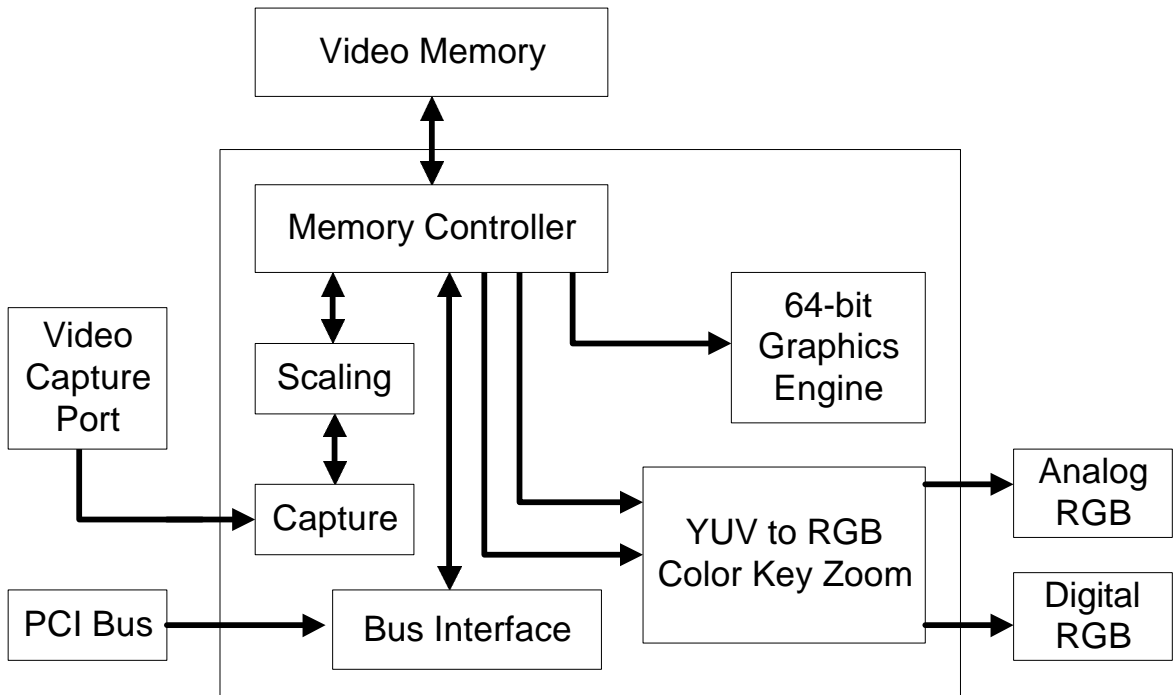 Video Memory
Memory Controller
Video
Capture
Port
Scaling
64-bit
Graphics
Engine
Capture
YUV to RGB
Color Key Zoom
Analog
RGB
PCI Bus
Bus Interface
Digital
RGB